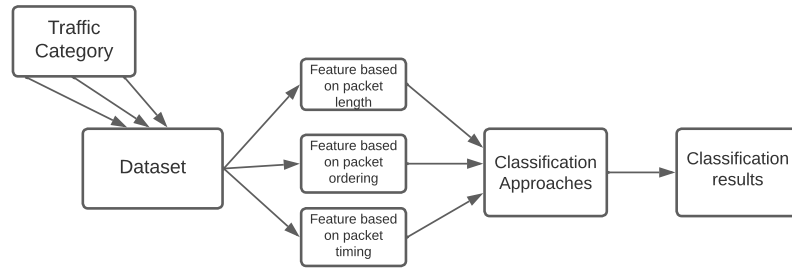 Traffic
Category
Dataset
Feature based
on packet
length
Feature based
on packet
ordering
Feature based
on packet
timing
Classification
Approaches
Classification
results